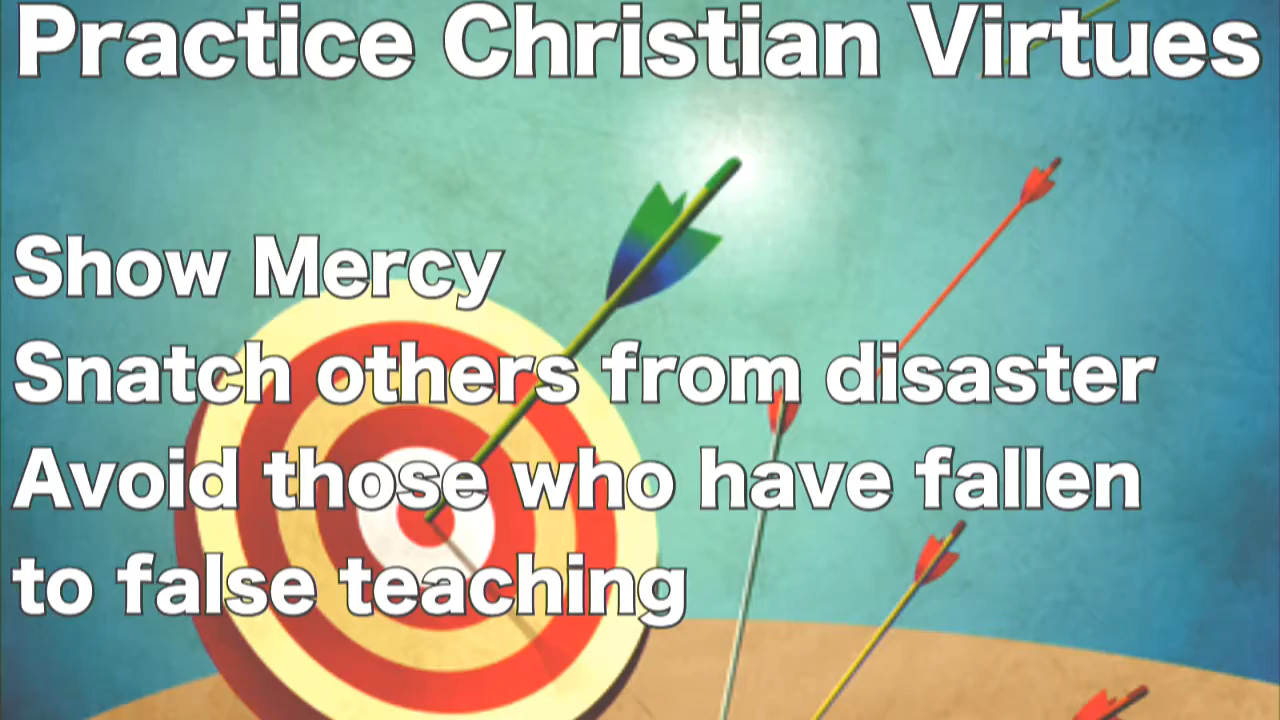 Practice Christian Virtues
Show Mercy
Snatch others from disaster
Avoid those who have fallen
to false teaching